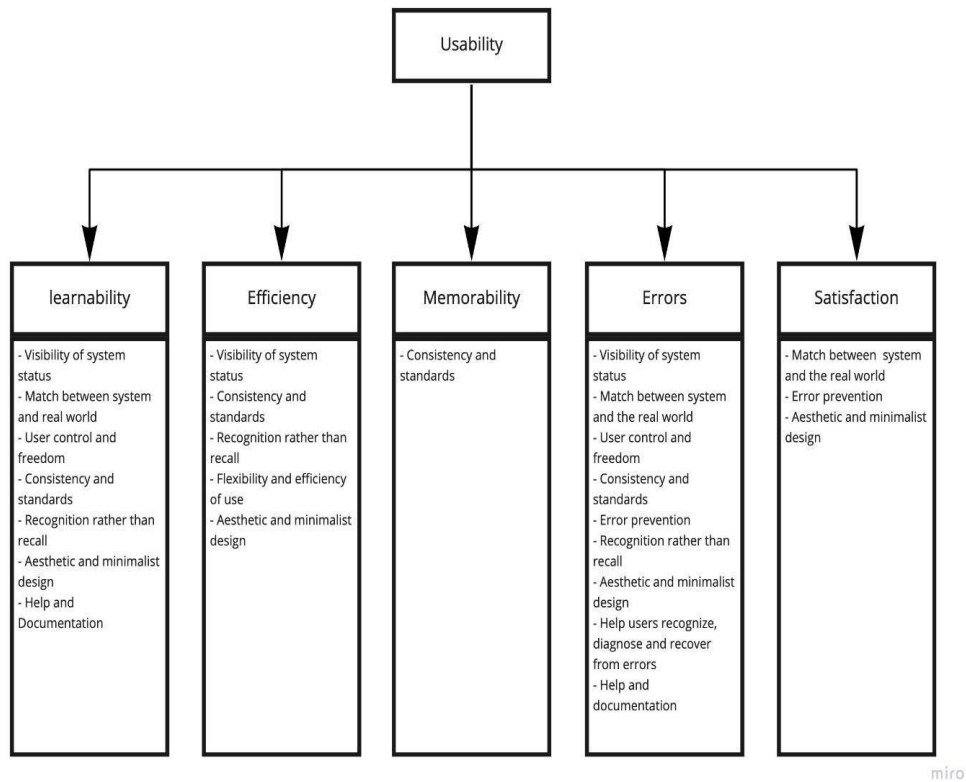 Usability
learnability
- Visibility of system
status
- Match between system
and real world
- User control and
freedom
- Consistency and
standards
- Recognition rather than
recall
- Aesthetic and minimalist
design
- Help and
Documentation
Efficiency
- Visibility of system
status
- Consistency and
standards
- Recognition rather than
recall
- Flexibility and efficiency
of use
- Aesthetic and minimalist
design
Memorability
- Consistency and
standards
Errors
- Visibility of system
status
- Match between system
and the real world
- User control and
freedom
- Consistency and
standards
- Error prevention
- Recognition rather than
recall
- Aesthetic and minimalist
design
- Help users recognize,
diagnose and recover
from errors
- Help and
documentation
Satisfaction
- Match between  system
and the real world
- Error prevention
- Aesthetic and minimalist
design
miro